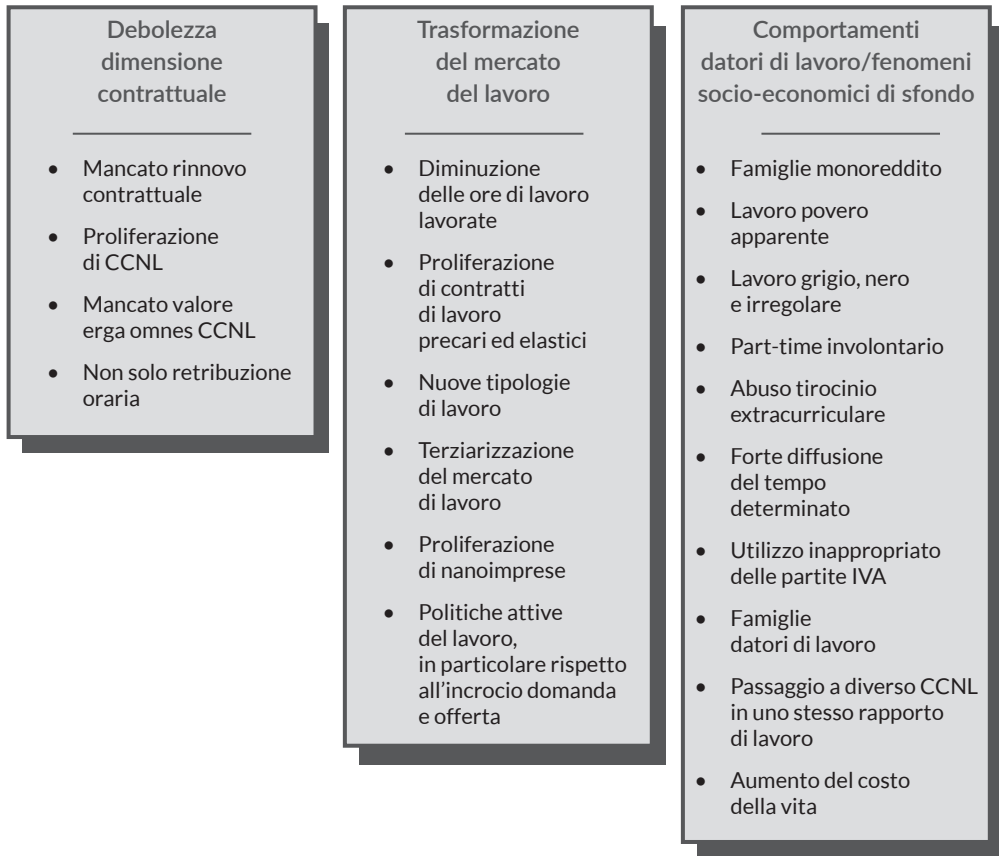 Debolezza
dimensione
contrattuale
• Mancato rinnovo
contrattuale
• Proliferazione
di CCNL
• Mancato valore
erga omnes CCNL
• Non solo retribuzione
oraria
Trasformazione
del mercato
del lavoro
• Diminuzione
delle ore di lavoro
lavorate
• Proliferazione
di contratti
di lavoro
precari ed elastici
• Nuove tipologie
di lavoro
• Terziarizzazione
del mercato
di lavoro
• Proliferazione
di nanoimprese
• Politiche attive
del lavoro,
in particolare rispetto
all'incrocio domanda
e offerta
Comportamenti
datori di lavoro/fenomeni
socio-economici di sfondo
• Famiglie monoreddito
• Lavoro povero
apparente
• Lavoro grigio, nero
e irregolare
• Part-time involontario
• Abuso tirocinio
extracurriculare
• Forte diffusione
del tempo
determinato
• Utilizzo inappropriato
delle partite IVA
• Famiglie
datori di lavoro
• Passaggio a diverso CCNL
in uno stesso rapporto
di lavoro
• Aumento del costo
della vita